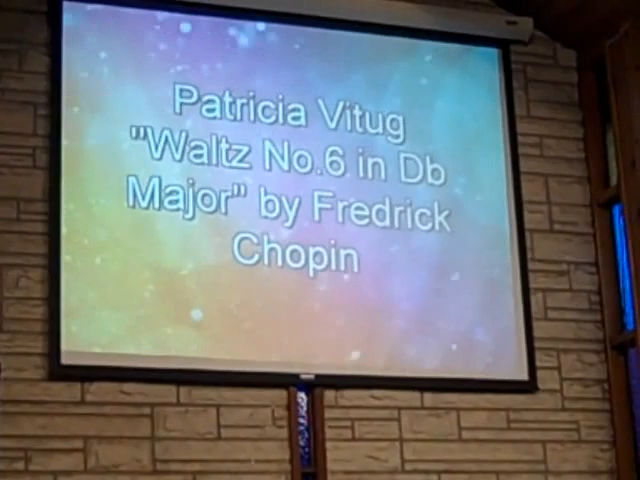 Patricia Vitug
"Waltz No.6 in Db
Major" by Fredrick
Chopin